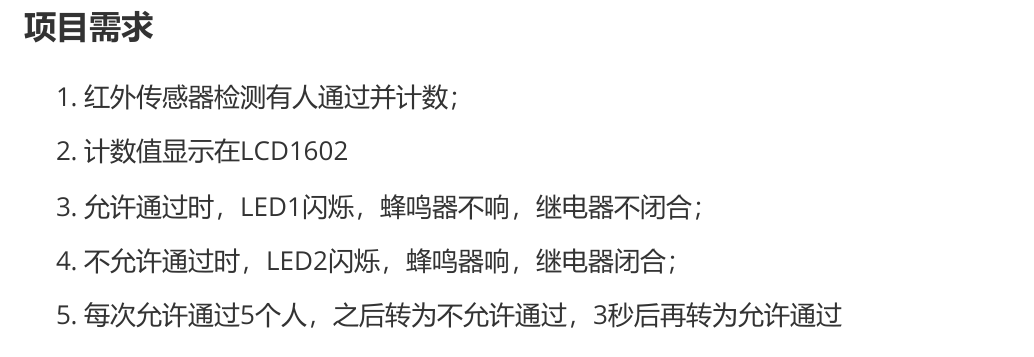 项目需求
1. 红外传感器检测有人通过并计数；
2. 计数值显示在LCD1602
3. 允许通过时，LED1闪烁，蜂鸣器不响，继电器不闭合；
4. 不允许通过时，LED2闪烁，蜂鸣器响，继电器闭合；
5. 每次允许通过5个人，之后转为不允许通过，3秒后再转为允许通过